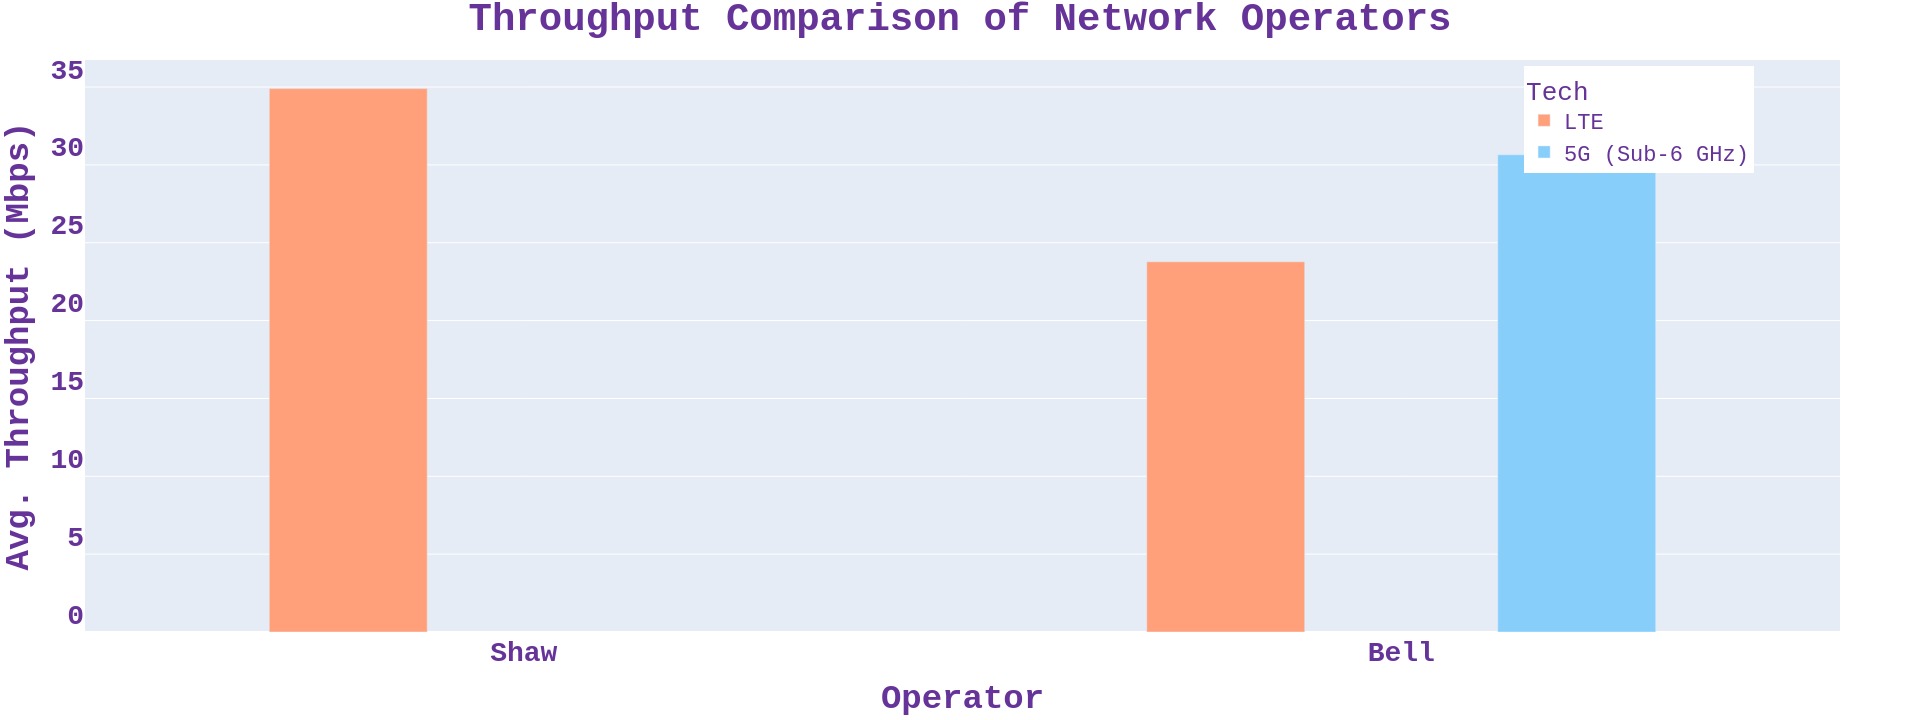 Throughput Comparison of Network Operators
Avg. Throughput (Mbps)
35
30
25
20
15
10
5
0
Tech
LTE
5G (Sub-6 GHz)
Shaw
Bell
Operator